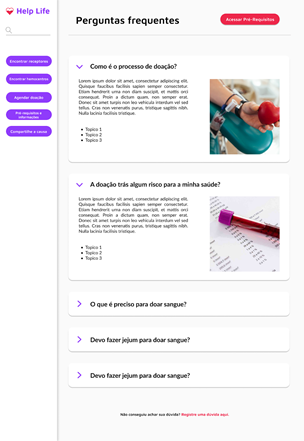 Help Life
Encontrar receptores
Encontrar hemocentros
Agendar doação
Pré-requisitos e
informações
Compartilhe a causa
Perguntas frequentes
Acessar Pré-Requisitos
Como é o processo de doação?
Lorem ipsum dolor sit amet, consectetur adipiscing elit.
Quisque faucibus facilisis sapien semper consectetur.
Etiam hendrerit urna non diam suscipit, et mattis orci
consequat. Proin a dictum quam, non semper erat.
Donec sit amet turpis non leo vehicula interdum vel sed
tellus. Cras non rutrum diam, et sagittis nibh.
Nulla lacinia facilisis tristique.
Topico 1
Topico 2
Topico 3
A doação trás algum risco para a minha saúde?
Lorem ipsum dolor sit amet, consectetur adipiscing elit.
Quisque faucibus facilisis sapien semper consectetur.
Etiam hendrerit urna non diam suscipit, et mattis orci
consequat. Proin a dictum quam, non semper erat.
Donec sit amet turpis non leo vehicula interdum vel sed
tellus. Cras non rutrum diam, et sagittis nibh.
Nulla lacinia facilisis tristique.
Topico 1
Topico 2
Topico 3
O que é preciso para doar sangue?
Devo fazer jejum para doar sangue?
Devo fazer jejum para doar sangue?
Não conseguiu achar sua dúvida? Registre uma dúvida aqui